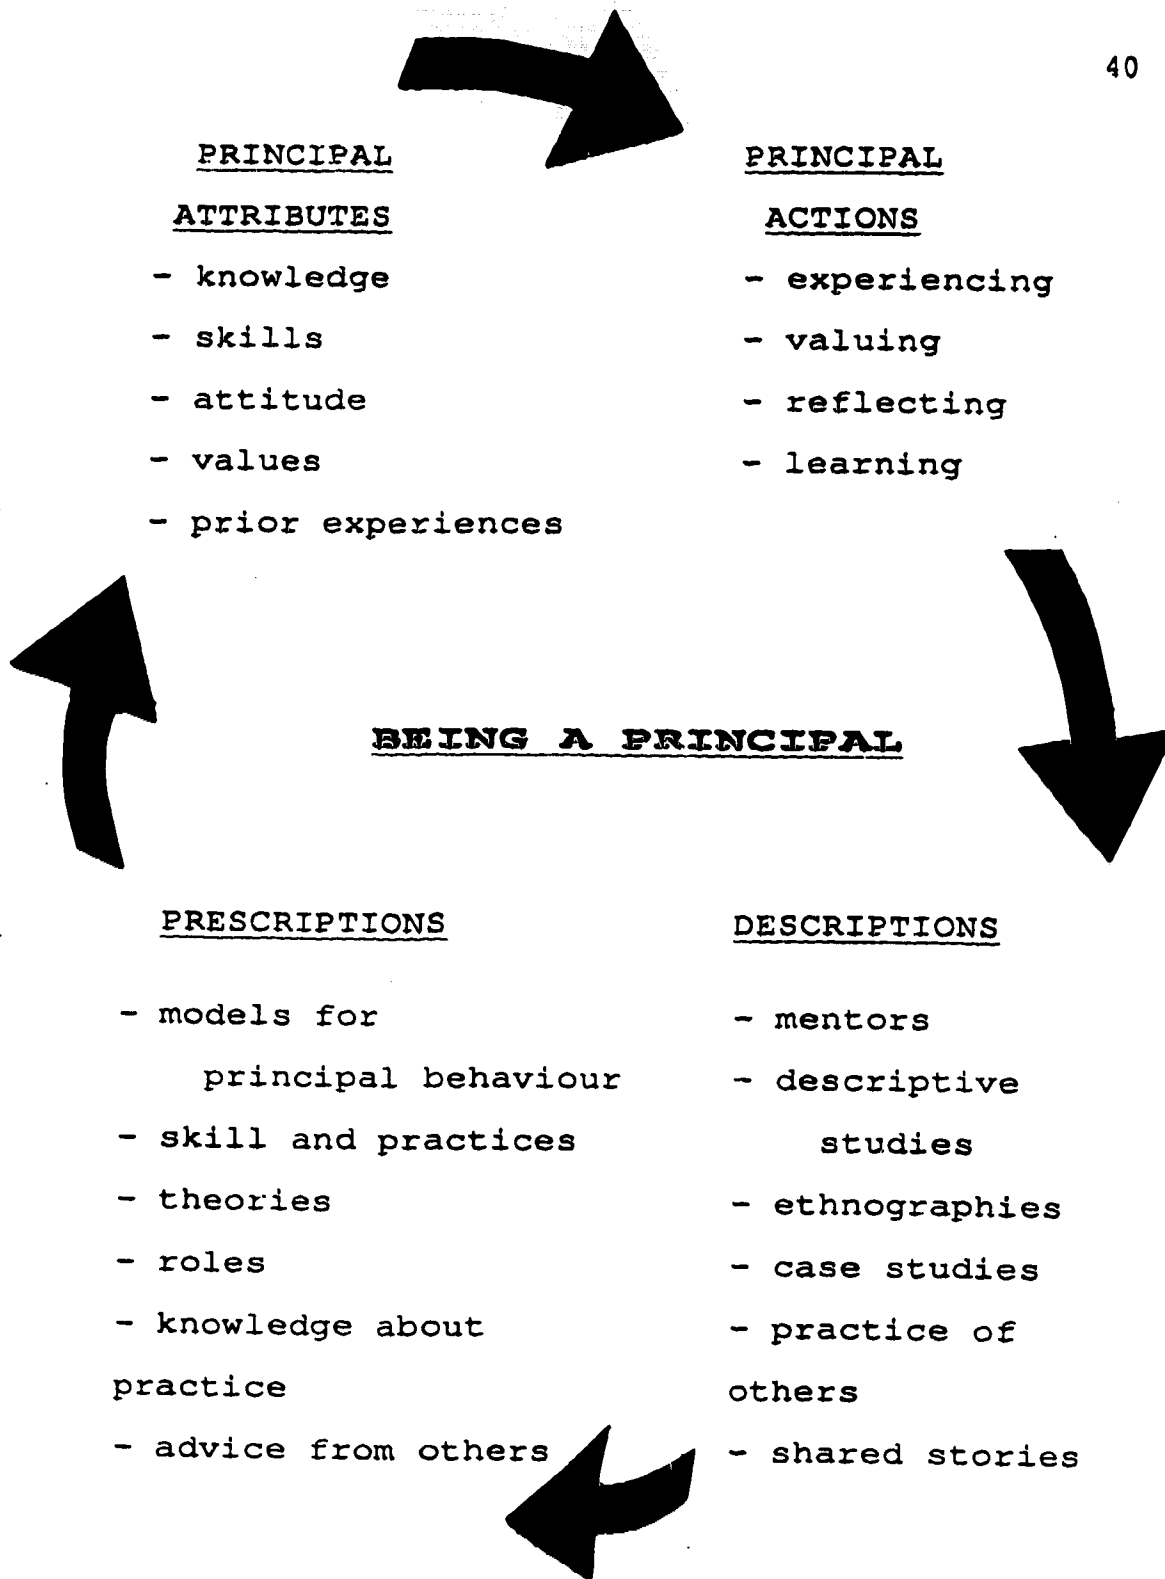 40
PRINCIPAL
ATTRIBUTES
- knowledge
- skills
- attitude
- values
- prior experiences
PRINCIPAL
ACTIONS
- experiencing
- valuing
- reflecting
- learning
BEING A PRINCIPAL
PRESCRIPTIONS
- models for
principal behaviour
- skill and practices
- theories
- roles
- knowledge about
practice
- advice from others
DESCRIPTIONS
- mentors
- descriptive
studies
- ethnographies
- case studies
- practice of
others
- shared stories